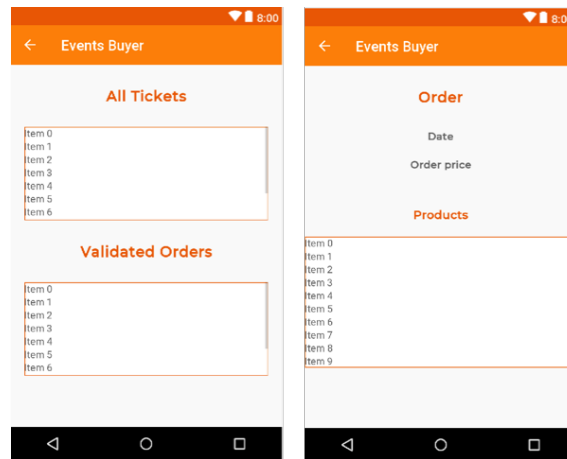 8:00
Events Buyer
All Tickets
Item 0
Item 1
Item 2
Item 3
Item 4
Item 5
Item 6
Validated Orders
Item 0
Item 1
Item 2
Item 3
Item 4
Item 5
Item 6
8:0
Events Buyer
Order
Date
Order price
Products
Item 0
Item 1
Item 2
Item 3
Item 4
Item 5
Item 6
Item 7
Item 8
Item 9